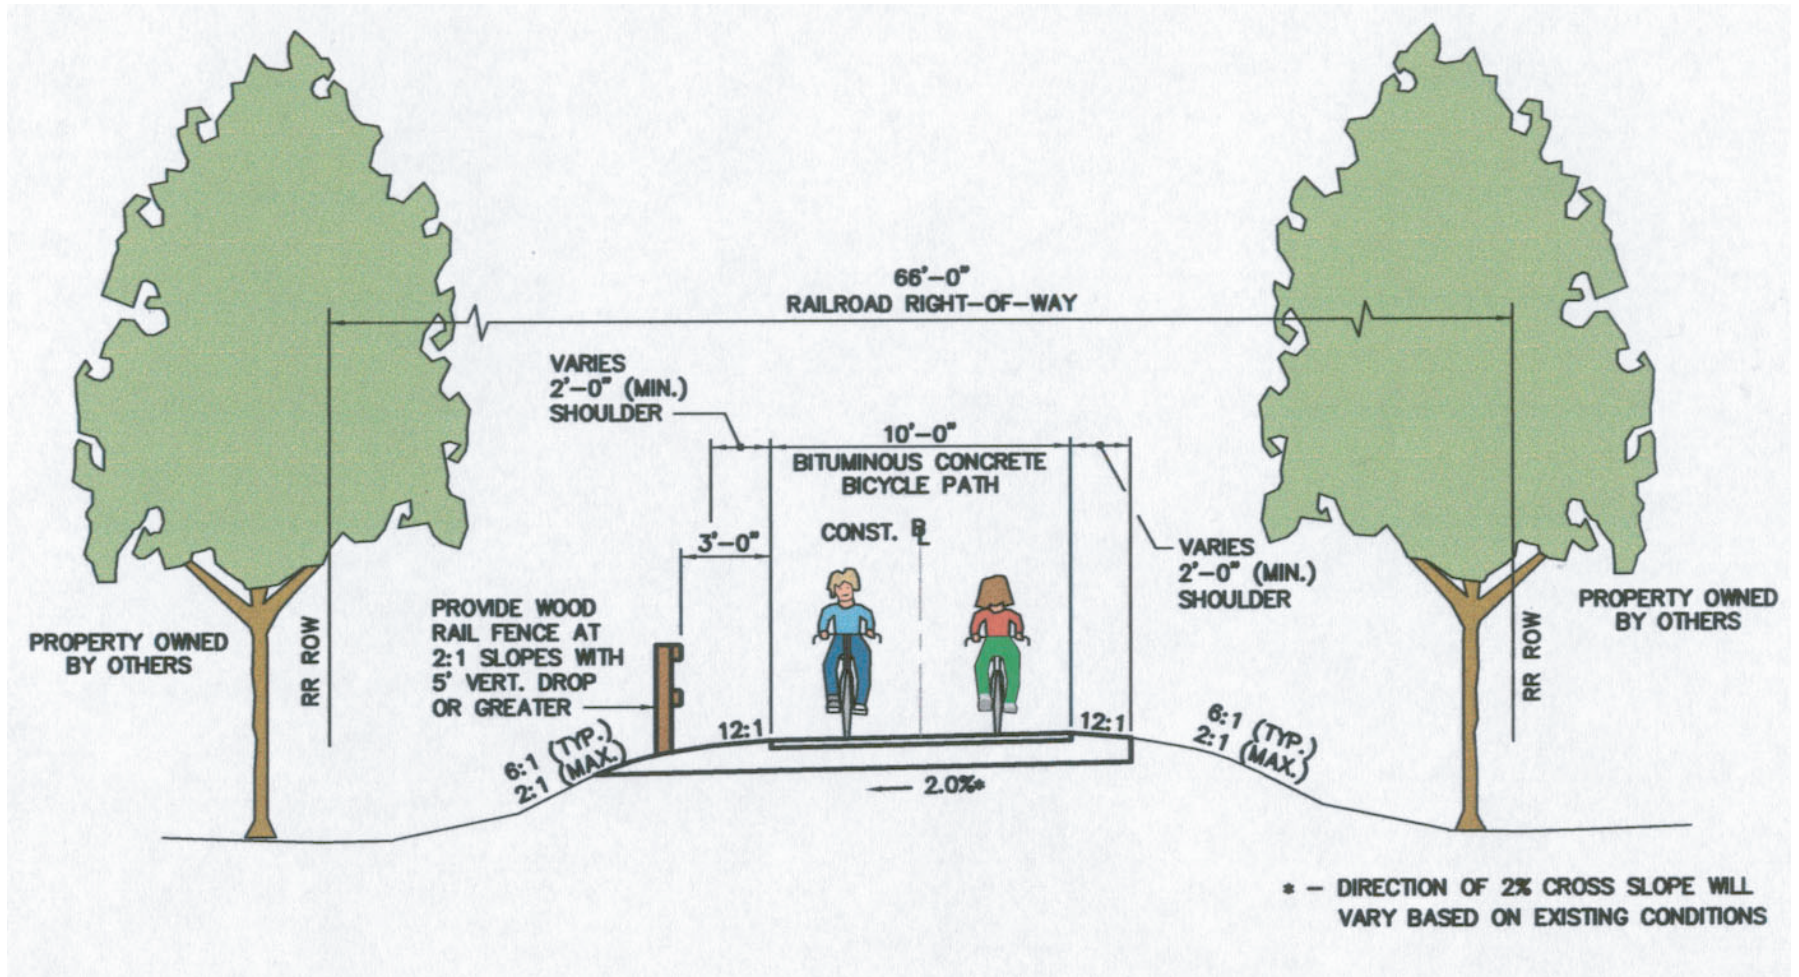 66'-0"
RAILROAD RIGHT-OF-WAY
VARIES
2'-0" (MIN.)
SHOULDER
10'-0"
BITUMINOUS CONCRETE
BICYCLE PATH
CONST. BL
3'-0"
VARIES
2'-0" (MIN.)
SHOULDER
PROVIDE WOOD
RAIL FENCE AT
2:1 SLOPES WITH
5' VERT. DROP
OR GREATER
PROPERTY OWNED
BY OTHERS
RR ROW
PROPERTY OWNED
BY OTHERS
RR ROW
6:1 (TYP.)
2:1 (MAX.)
12:1
12:1
6:1 (TYP.)
2:1 (MAX.)
2.0%*
* - DIRECTION OF 2% CROSS SLOPE WILL
VARY BASED ON EXISTING CONDITIONS